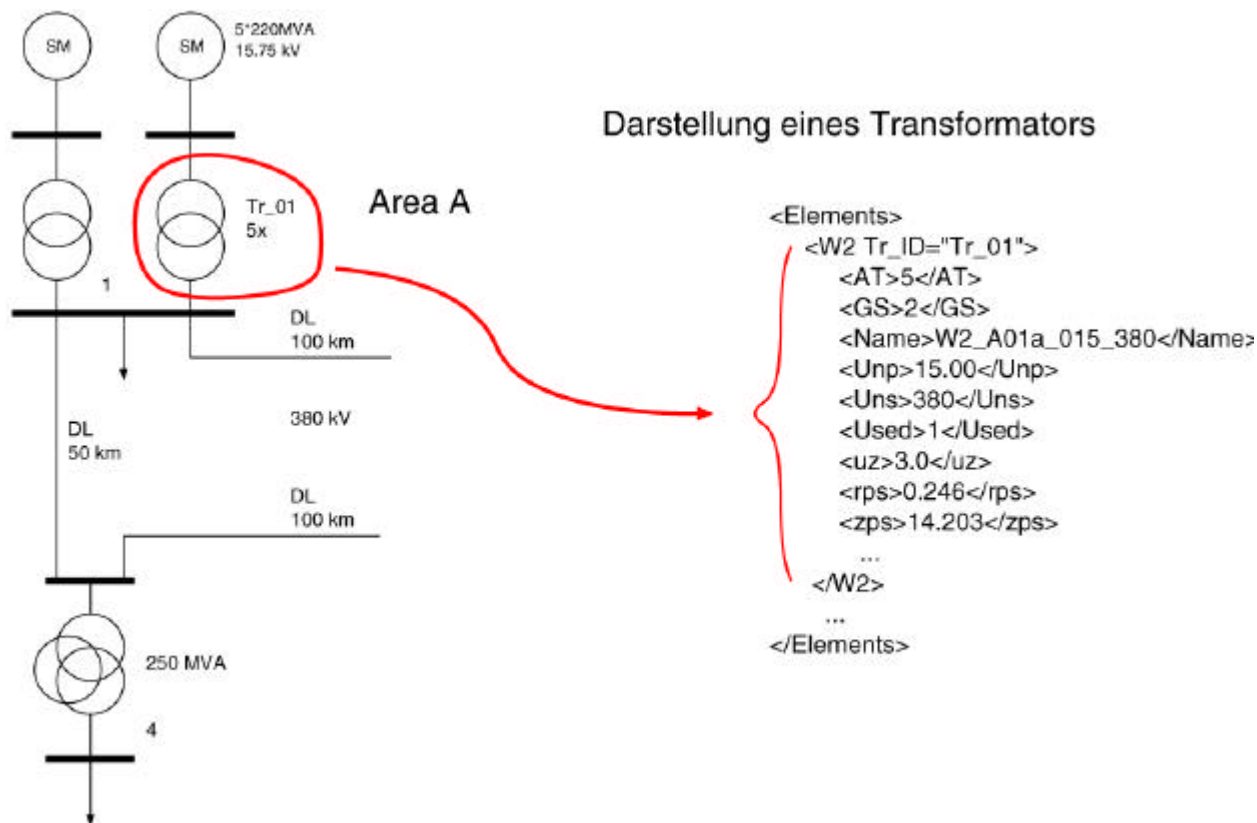 SM
SM
5*220MVA
15.75 kV
Darstellung eines Transformators
Tr_01
5x
Area A
1
DL
100 km
380 kV
DL
50 km
DL
100 km
250 MVA
4
<Elements>
<W2 Tr_ID="Tr_01">
<AT>5</AT>
<GS>2</GS>
<Name>W2_A01a_015_380</Name>
<Unp>15.00</Unp>
<Uns>380</Uns>
<Used>1</Used>
<uz>3.0</uz>
<rps>0.246</rps>
<zps>14.203</zps>
...
</W2>
...
</Elements>